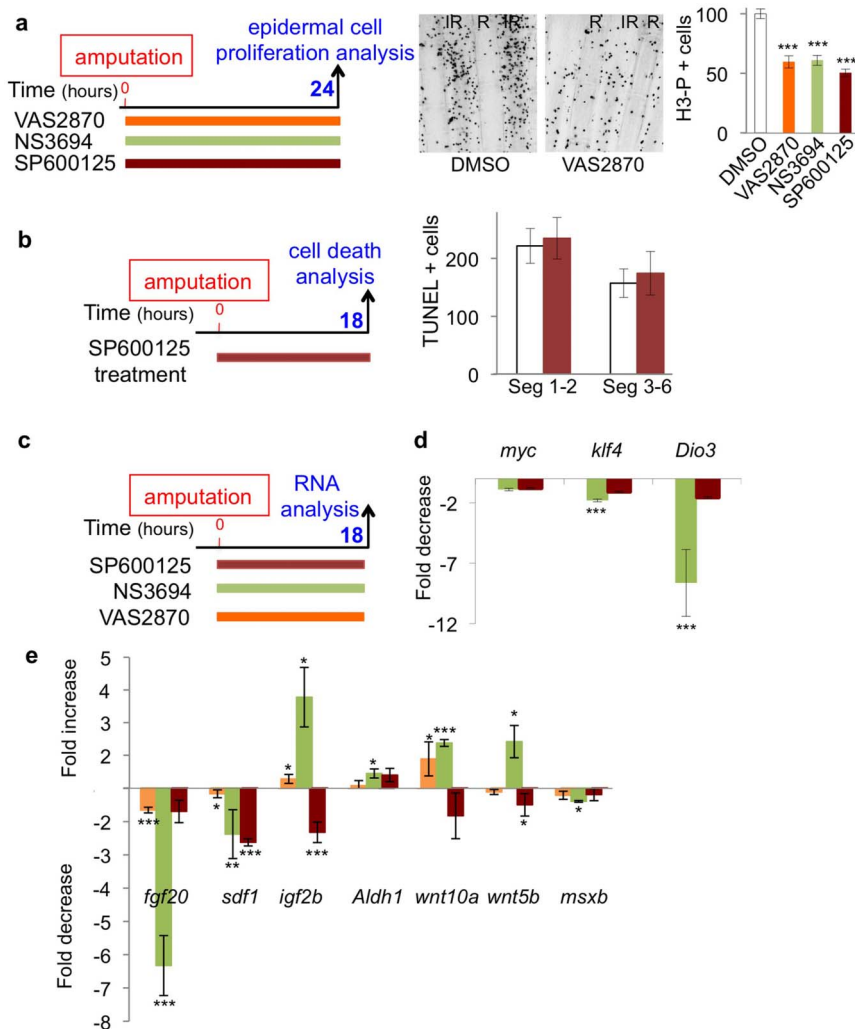 a
amputation
epidermal cell
proliferation analysis
Time (hours)
0
24
VAS2870
NS3694
SP600125
IR R IR
DMSO
R IR R
VAS2870
H3-P + cells
100
50
0
***
***
***
DMSO
VAS2870
NS3694
SP600125
b
amputation
cell death
analysis
Time (hours)
0
18
SP600125
treatment
TUNEL + cells
200
100
0
Seg 1-2
Seg 3-6
c
amputation
RNA
analysis
Time (hours)
0
18
SP600125
NS3694
VAS2870
d
myc
klf4
Dio3
Fold decrease
-2
-7
-12
***
***
e
Fold increase
Fold decrease
5
4
3
2
-2
-3
-4
-5
-6
-7
-8
***
***
*
**
***
*
*
***
*
*
***
*
*
*
fgf20
sdf1
igf2b
Aldh1
wnt10a
wnt5b
msxb